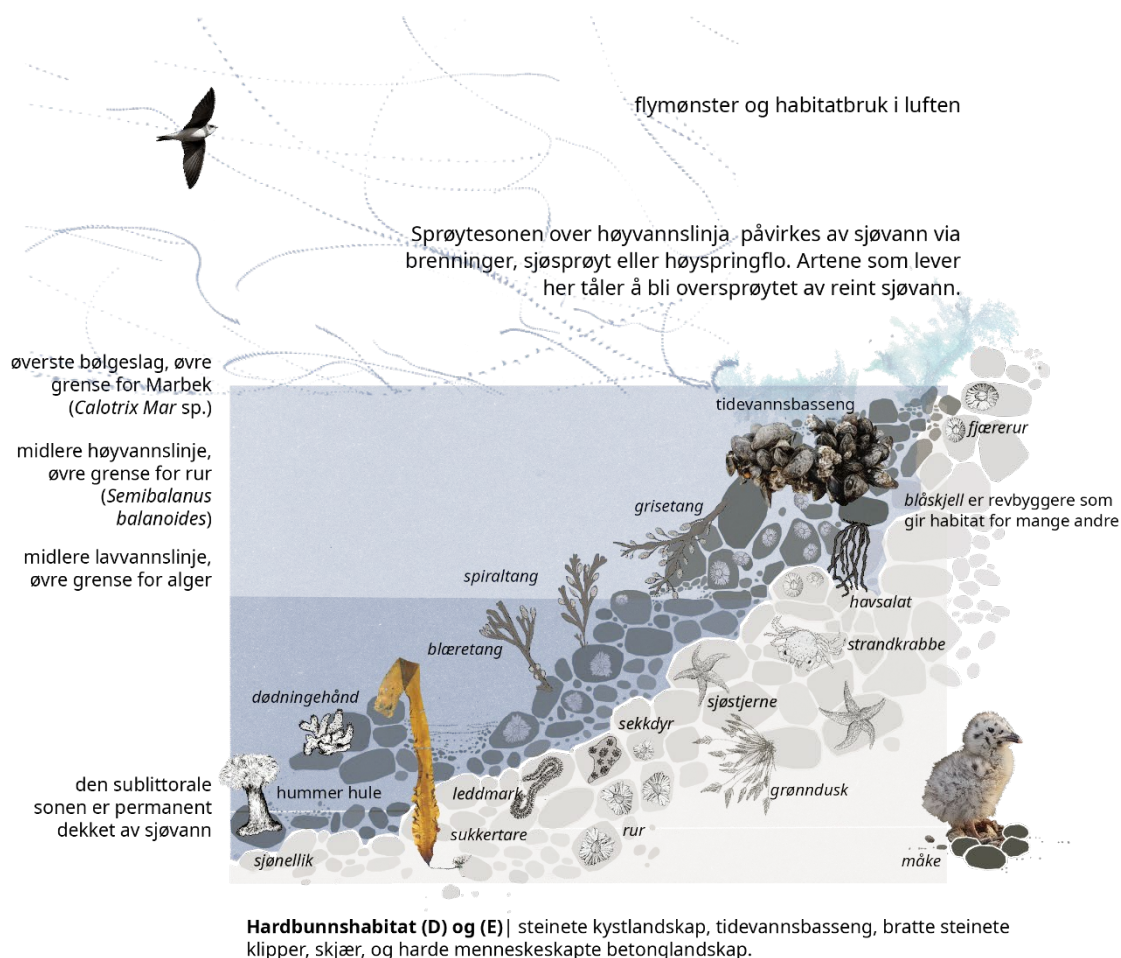 flymønster og habitatbruk i luften
Sprøytesonen over høyvannslinja påvirkes av sjøvann via
brenninger, sjøsprøyt eller høyspringflo. Artene som lever
her tåler å bli oversprøytet av reint sjøvann.
øverste bølgeslag, øvre
grense for Marbek
(Calotrix Mar sp.)
tidevannsbasseng
fjærerur
midlere høyvannslinje,
øvre grense for rur
(Semibalanus
balanoides)
grisetang
blåskjell er revbyggere som
gir habitat for mange andre
midlere lavvannslinje,
øvre grense for alger
spiraltang
havsalat
blæretang
strandkrabbe
dødningehånd
sjøstjerne
sekkdyr
den sublittorale
sonen er permanent
dekket av sjøvann
hummer hule
leddmark
grønndusk
sukkertare
rur
sjønellik
måke
Hardbunnshabitat (D) og (E)| steinete kystlandskap, tidevannsbasseng, bratte steinete
klipper, skjær, og harde menneskeskapte betonglandskap.